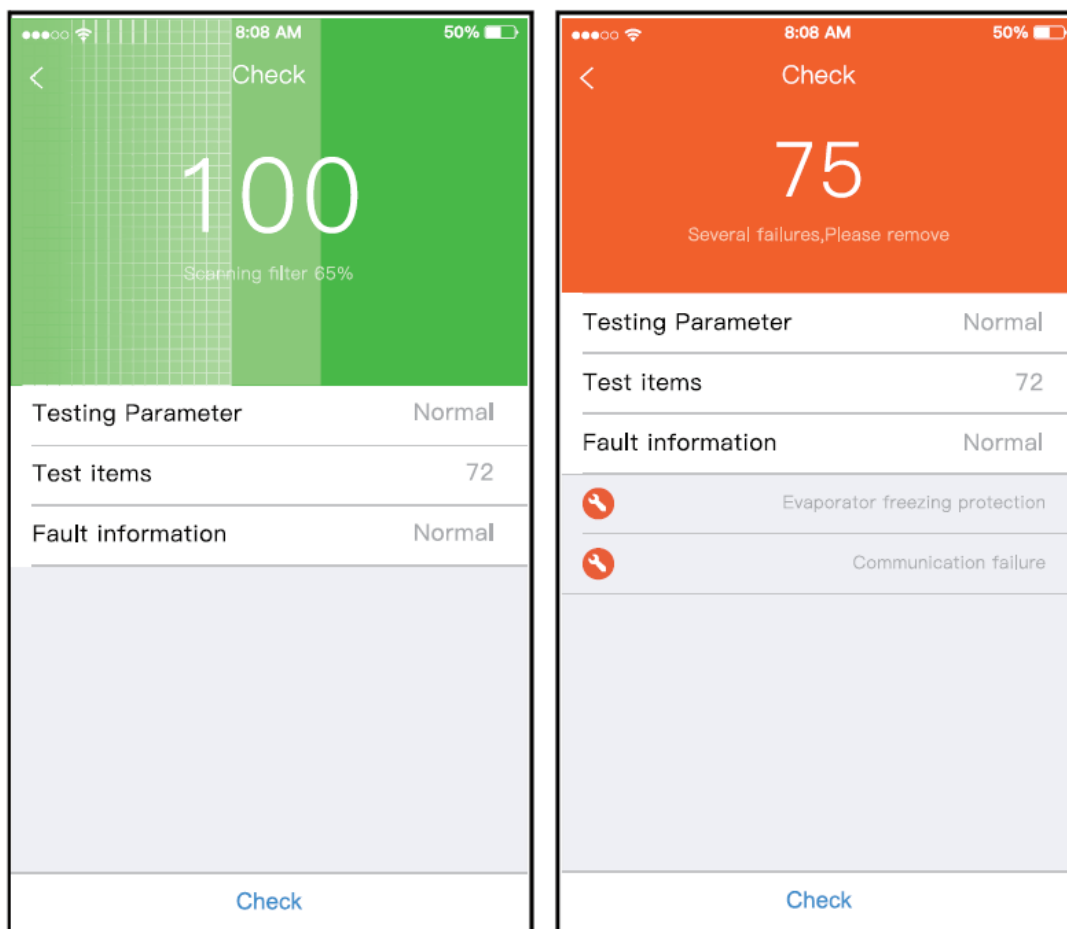 8:08 AM 50%
Check
100
Scanning filter 65%
Testing Parameter Normal
Test items 72
Fault information Normal
Check
8:08 AM 50%
Check
75
Several failures,Please remove
Testing Parameter Normal
Test items 72
Fault information Normal
Evaporator freezing protection
Communication failure
Check